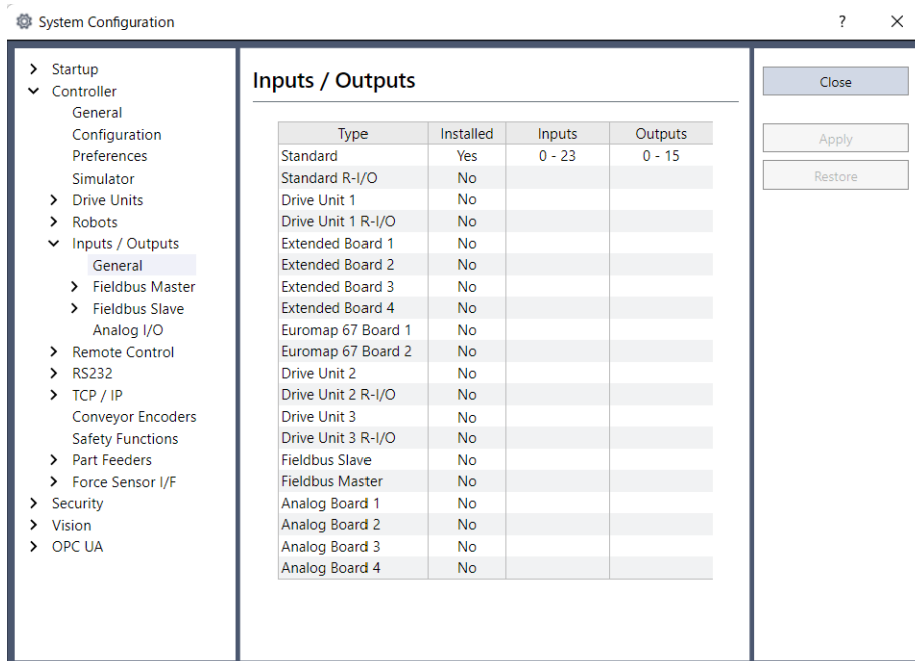 System Configuration
?
Startup
Controller
General
Configuration
Preferences
Simulator
Drive Units
Robots
Inputs / Outputs
General
Fieldbus Master
Fieldbus Slave
Analog I/O
Remote Control
RS232
TCP / IP
Conveyor Encoders
Safety Functions
Part Feeders
Force Sensor I/F
Security
Vision
OPC UA
Inputs / Outputs
Type Installed Inputs Outputs
Standard Yes 0 - 23 0 - 15
Standard R-I/O No
Drive Unit 1 No
Drive Unit 1 R-I/O No
Extended Board 1 No
Extended Board 2 No
Extended Board 3 No
Extended Board 4 No
Euromap 67 Board 1 No
Euromap 67 Board 2 No
Drive Unit 2 No
Drive Unit 2 R-I/O No
Drive Unit 3 No
Drive Unit 3 R-I/O No
Fieldbus Slave No
Fieldbus Master No
Analog Board 1 No
Analog Board 2 No
Analog Board 3 No
Analog Board 4 No
Close
Apply
Restore